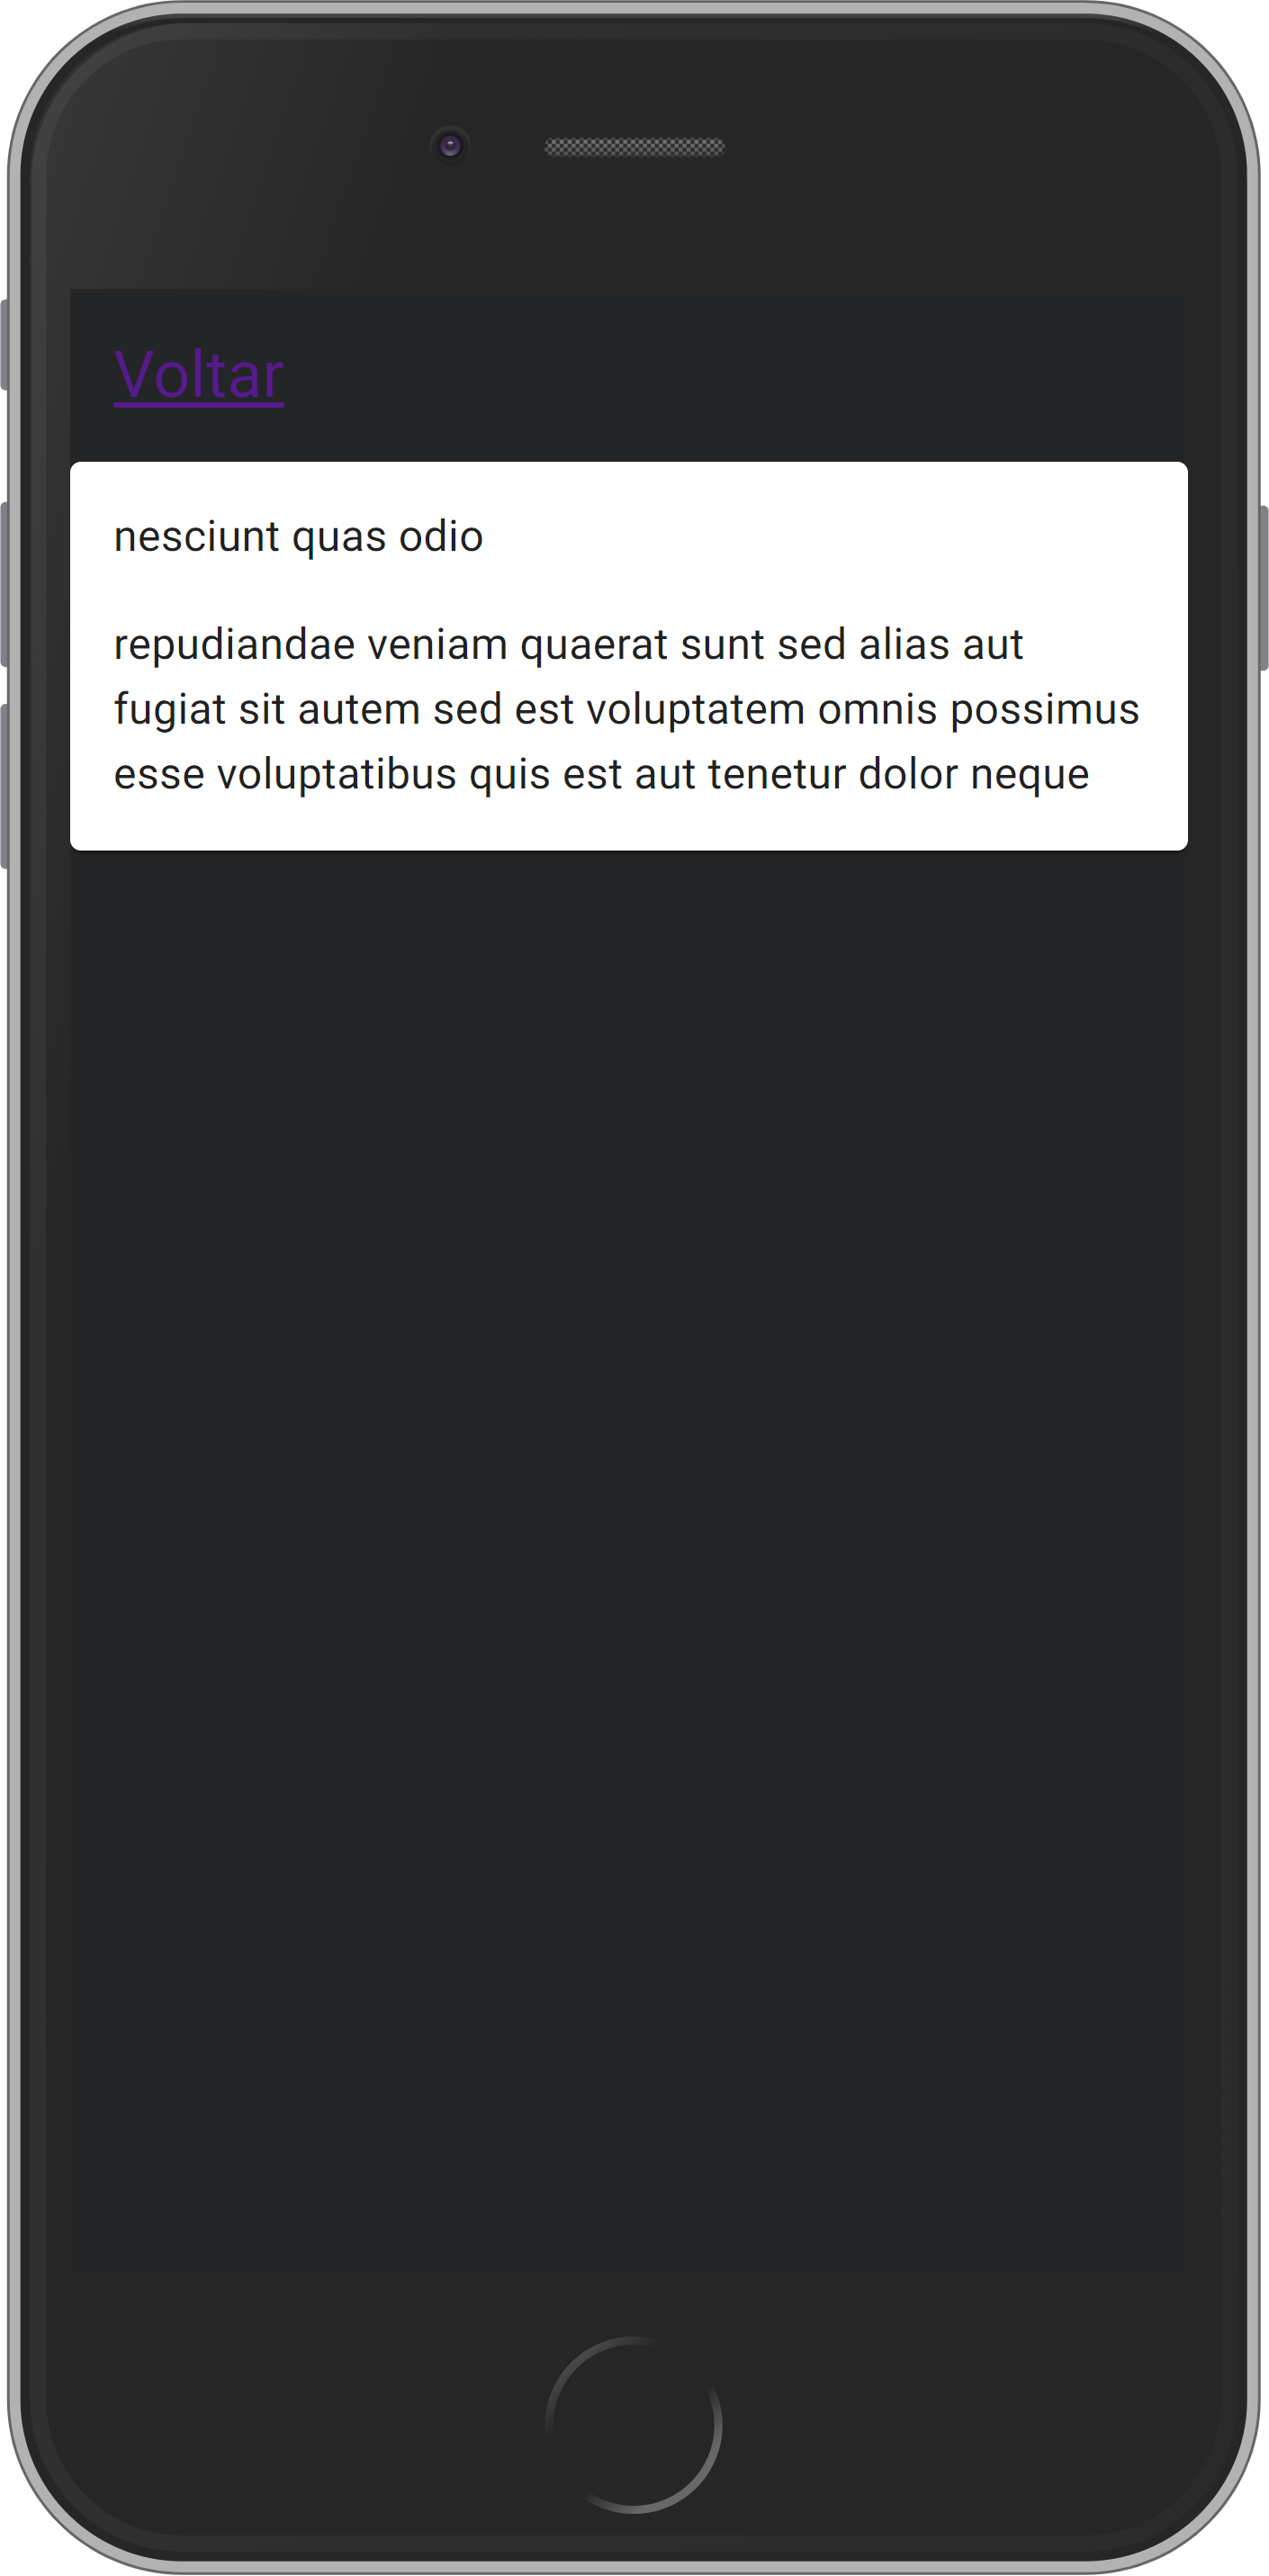 Voltar
nesciunt quas odio
repudiandae veniam quaerat sunt sed alias aut
fugiat sit autem sed est voluptatem omnis possimus
esse voluptatibus quis est aut tenetur dolor neque